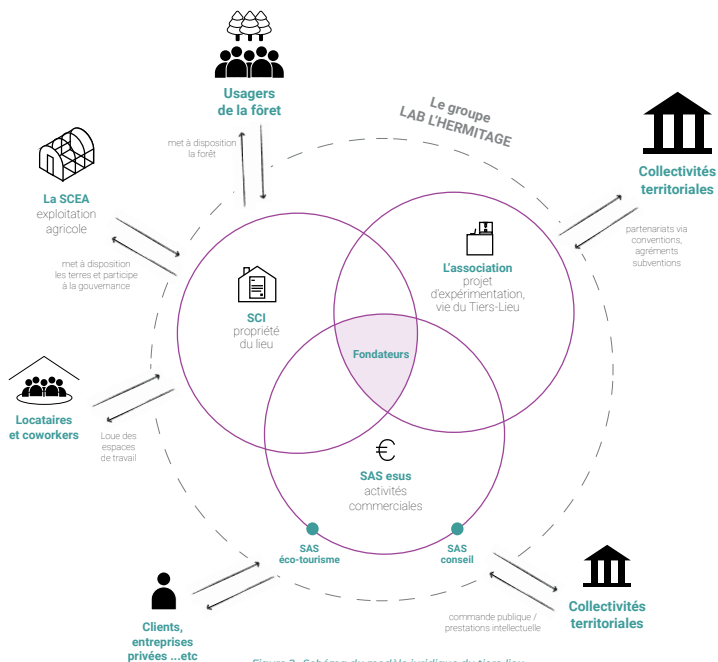 Usagers
de la fôret
Le groupe
LAB L'HERMITAGE
met à disposition
la forêt
Collectivités
territoriales
La SCEA
exploitation
agricole
partenariats via
conventions,
agréments
subventions
L'association
projet
d'expérimentation,
vie du Tiers-Lieu
met à disposition
les terres et participe
à la gouvernance
SCI
propriété
du lieu
Fondateurs
Locataires
et coworkers
Loue des
espaces
de travail
€
SAS esus
activités
commerciales
SAS
éco-tourisme
SAS
conseil
Clients,
entreprises
privées ...etc
commande publique /
prestations intellectuelle
Collectivités
territoriales